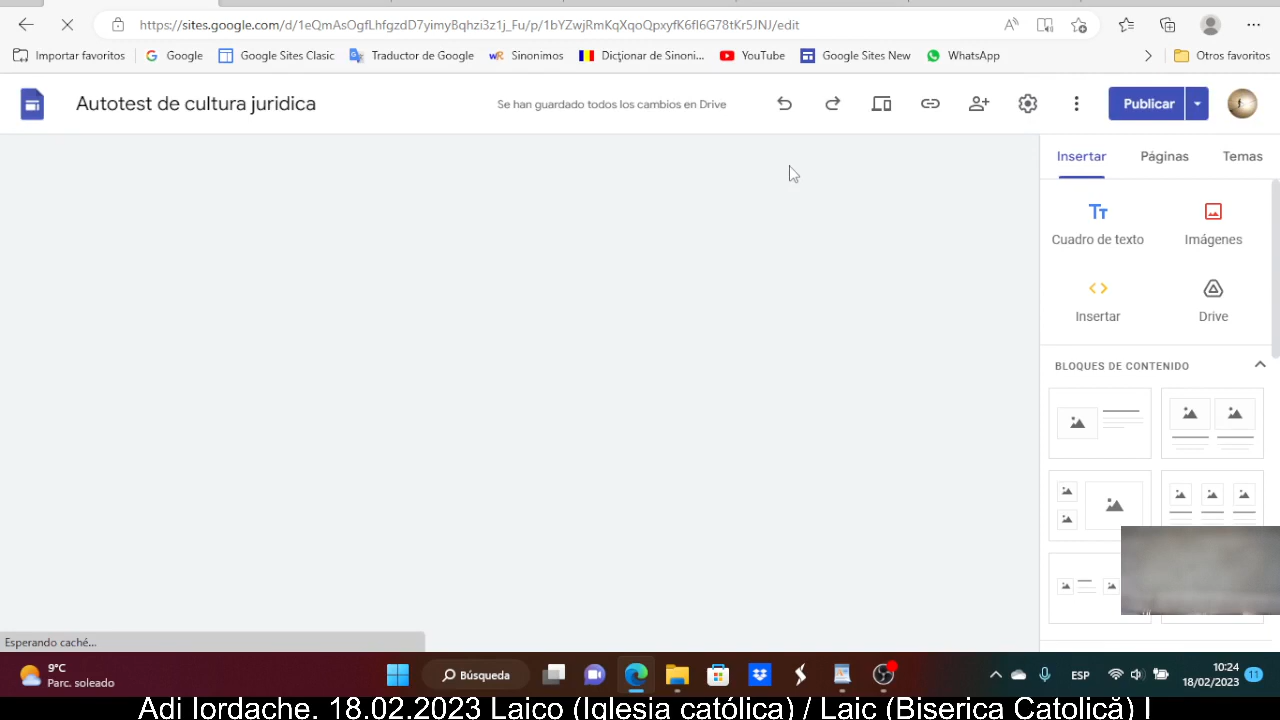 https://sites.google.com/d/1eQmAsOgfLhfgzdD7yimyBqhzi3z1j_Fu/p/1bYZwjRmKqXqoQpxyfK6fI6G78tKr5JNJ/edit
Importar favoritos
Google
Google Sites Clasic
Traductor de Google
wR Sinonimos
Dicționar de Sinoni...
YouTube
Google Sites New
WhatsApp
Otros favoritos
Autotest de cultura juridica
Se han guardado todos los cambios en Drive
Publicar
Insertar
Páginas
Temas
Cuadro de texto
Imágenes
Insertar
Drive
BLOQUES DE CONTENIDO
Esperando caché...
9°C
Parc. soleado
Búsqueda
ESP
10:24
18/02/2023
11
Adi Iordache. 18.02.2023 Laico (Iglesia católica) / Laic (Biserica Catolică) I